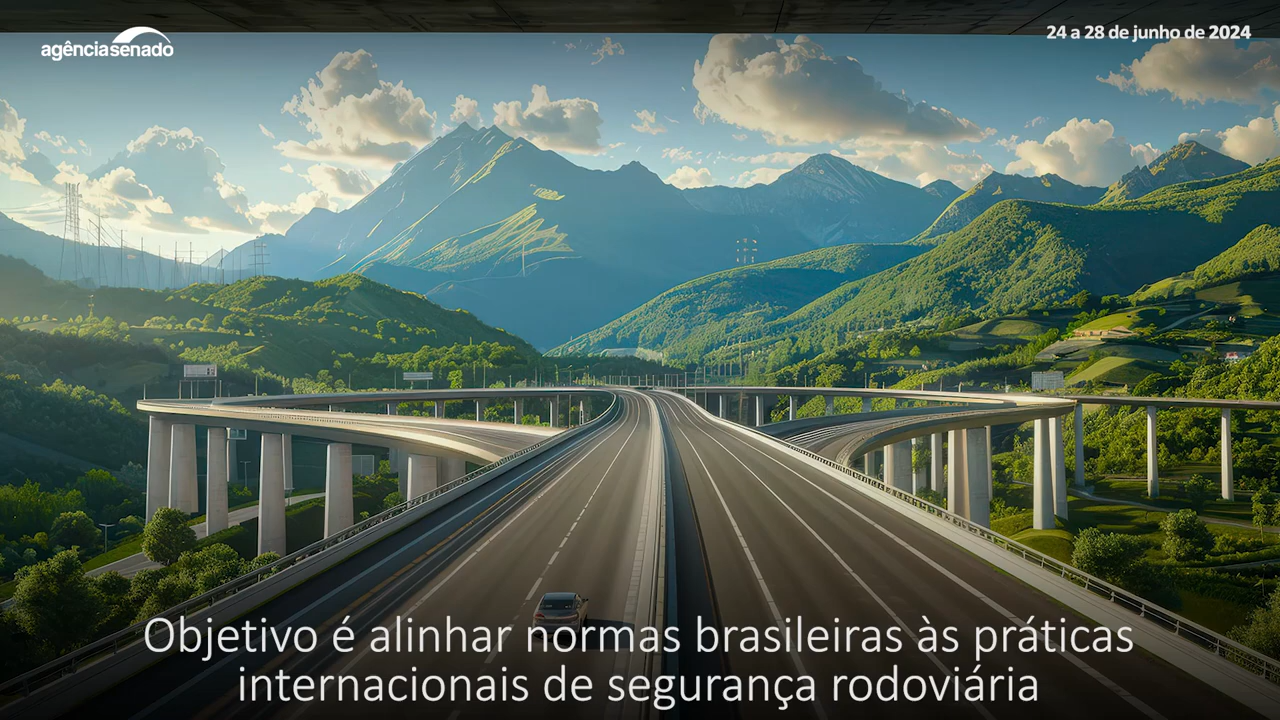 agênciasenado
24 a 28 de junho de 2024
Objetivo é alinhar normas brasileiras às práticas
internacionais de segurança rodoviária